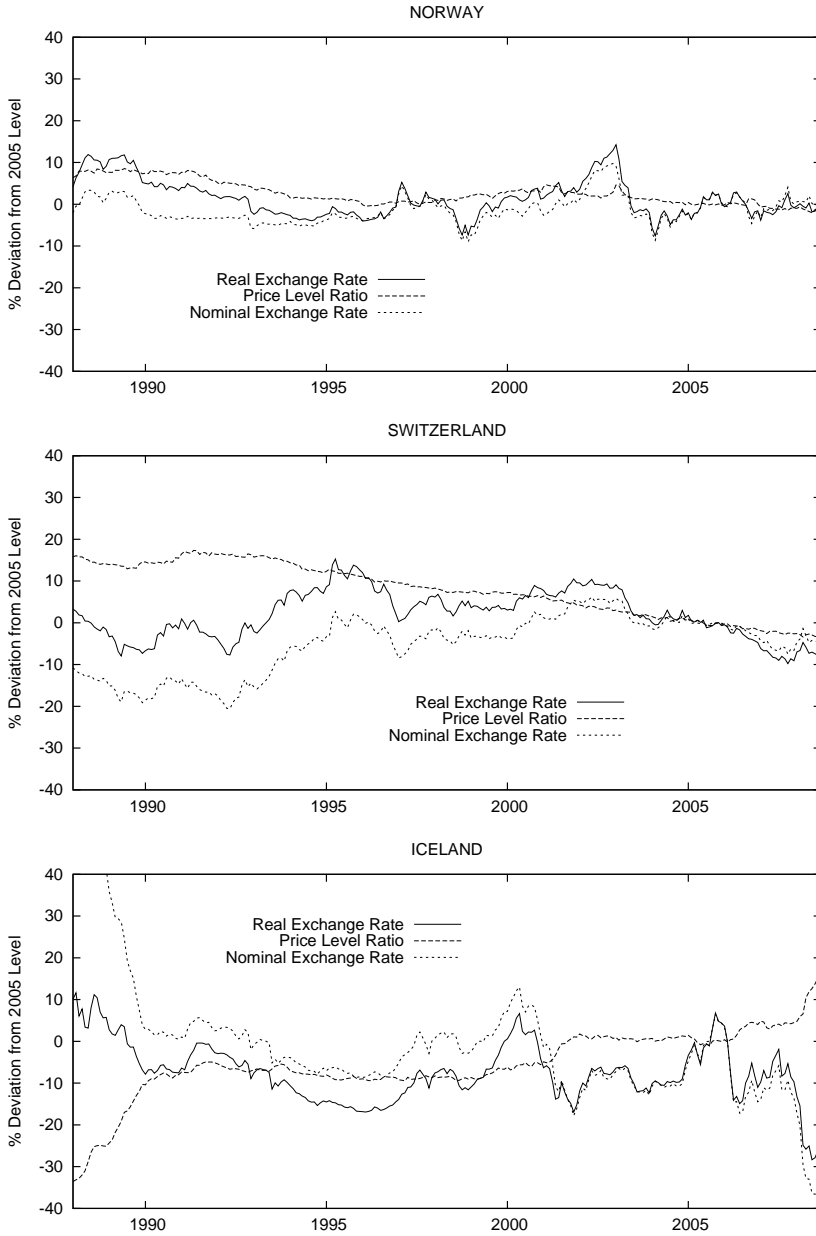 NORWAY
% Deviation from 2005 Level
40
30
20
10
0
-10
-20
-30
-40
Real Exchange Rate
Price Level Ratio
Nominal Exchange Rate
1990 1995 2000 2005
SWITZERLAND
% Deviation from 2005 Level
40
30
20
10
0
-10
-20
-30
-40
Real Exchange Rate
Price Level Ratio
Nominal Exchange Rate
1990 1995 2000 2005
ICELAND
% Deviation from 2005 Level
40
30
20
10
0
-10
-20
-30
-40
Real Exchange Rate
Price Level Ratio
Nominal Exchange Rate
1990 1995 2000 2005